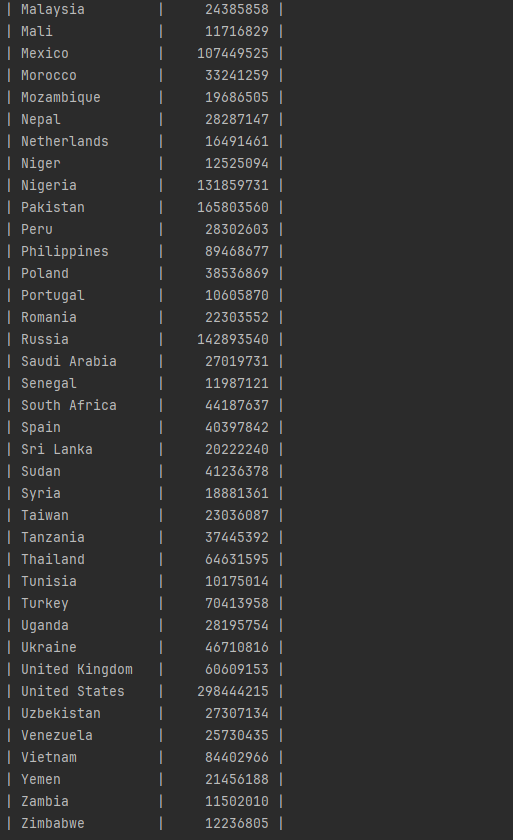 | Malaysia | 24385858 |
| Mali | 11716829 |
| Mexico | 107449525 |
| Morocco | 33241259 |
| Mozambique | 19686505 |
| Nepal | 28287147 |
| Netherlands | 16491461 |
| Niger | 12525094 |
| Nigeria | 131859731 |
| Pakistan | 165803560 |
| Peru | 28302603 |
| Philippines | 89468677 |
| Poland | 38536869 |
| Portugal | 10605870 |
| Romania | 22303552 |
| Russia | 142893540 |
| Saudi Arabia | 27019731 |
| Senegal | 11987121 |
| South Africa | 44187637 |
| Spain | 40397842 |
| Sri Lanka | 20222240 |
| Sudan | 41236378 |
| Syria | 18881361 |
| Taiwan | 23036087 |
| Tanzania | 37445392 |
| Thailand | 64631595 |
| Tunisia | 10175014 |
| Turkey | 70413958 |
| Uganda | 28195754 |
| Ukraine | 46710816 |
| United Kingdom | 60609153 |
| United States | 298444215 |
| Uzbekistan | 27307134 |
| Venezuela | 25730435 |
| Vietnam | 84402966 |
| Yemen | 21456188 |
| Zambia | 11502010 |
| Zimbabwe | 12236805 |